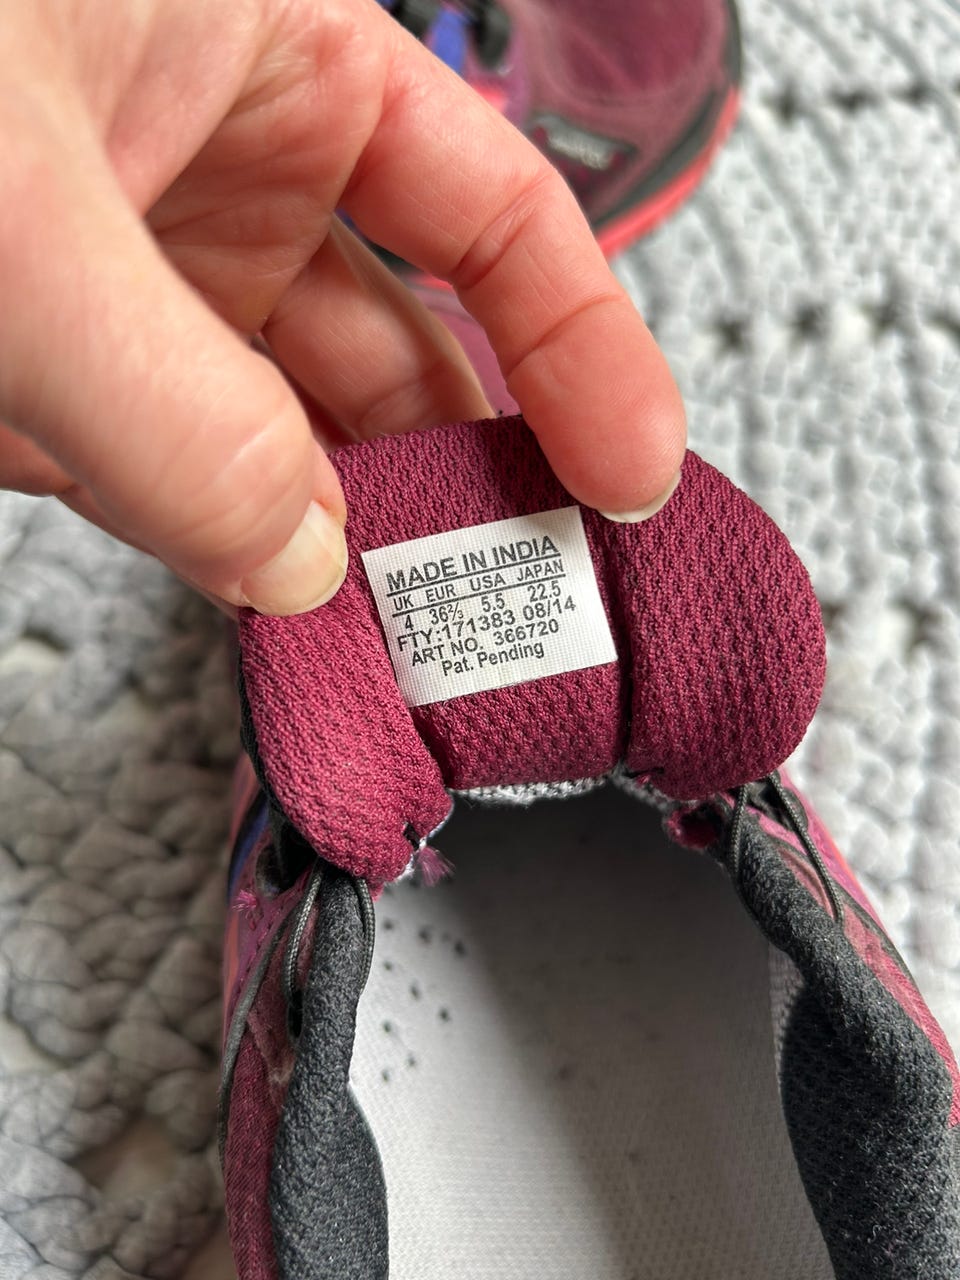 MADE IN INDIA
UK EUR USA JAPAN
4 36⅔ 5.5 22.5
FTY:171383 08/14
ART NO. 366720
Pat. Pending